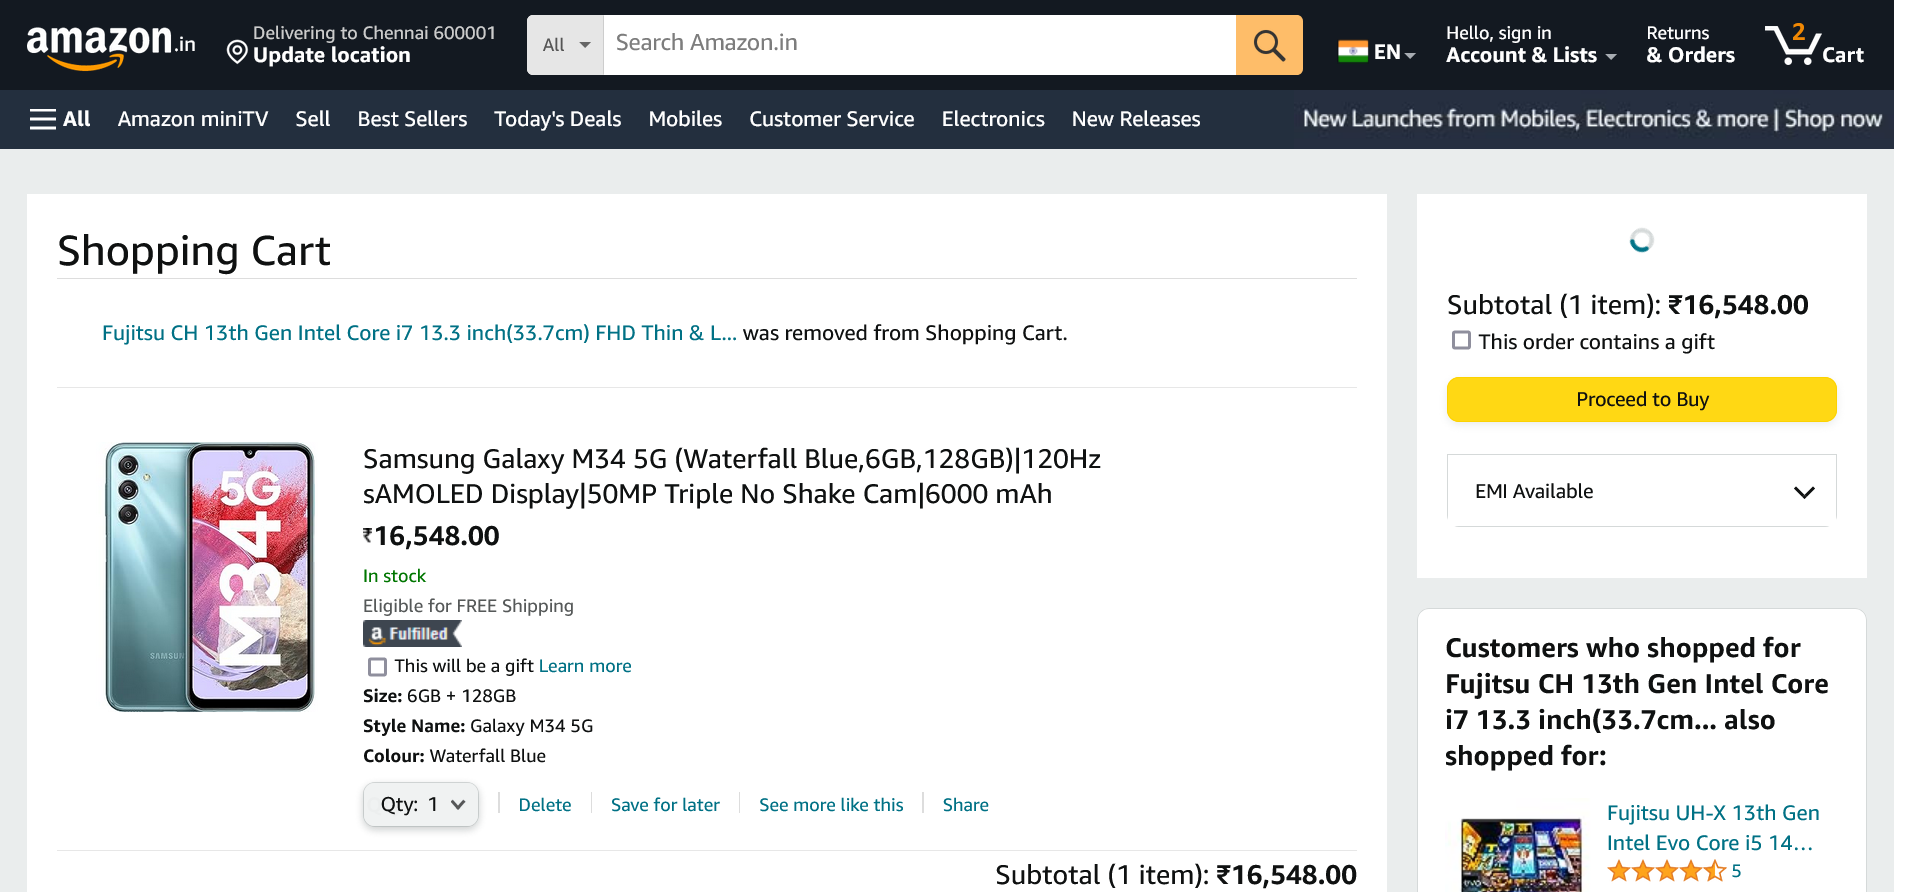 amazon.in
Delivering to Chennai 600001
Update location
All
Search Amazon.in
EN
Hello, sign in
Account & Lists
Returns
& Orders
2
Cart
All
Amazon miniTV
Sell
Best Sellers
Today's Deals
Mobiles
Customer Service
Electronics
New Releases
New Launches from Mobiles, Electronics & more | Shop now
Shopping Cart
Fujitsu CH 13th Gen Intel Core i7 13.3 inch(33.7cm) FHD Thin & L... was removed from Shopping Cart.
5G
M34
SAMSUN
Samsung Galaxy M34 5G (Waterfall Blue,6GB,128GB)|120Hz
sAMOLED Display|50MP Triple No Shake Cam|6000 mAh
₹16,548.00
In stock
Eligible for FREE Shipping
a Fulfilled
This will be a gift Learn more
Size: 6GB + 128GB
Style Name: Galaxy M34 5G
Colour: Waterfall Blue
Qty: 1
Delete
Save for later
See more like this
Share
Subtotal (1 item): ₹16,548.00
Subtotal (1 item): ₹16,548.00
This order contains a gift
Proceed to Buy
EMI Available
Customers who shopped for
Fujitsu CH 13th Gen Intel Core
i7 13.3 inch(33.7cm... also
shopped for:
Fujitsu UH-X 13th Gen
Intel Evo Core i5 14...
5